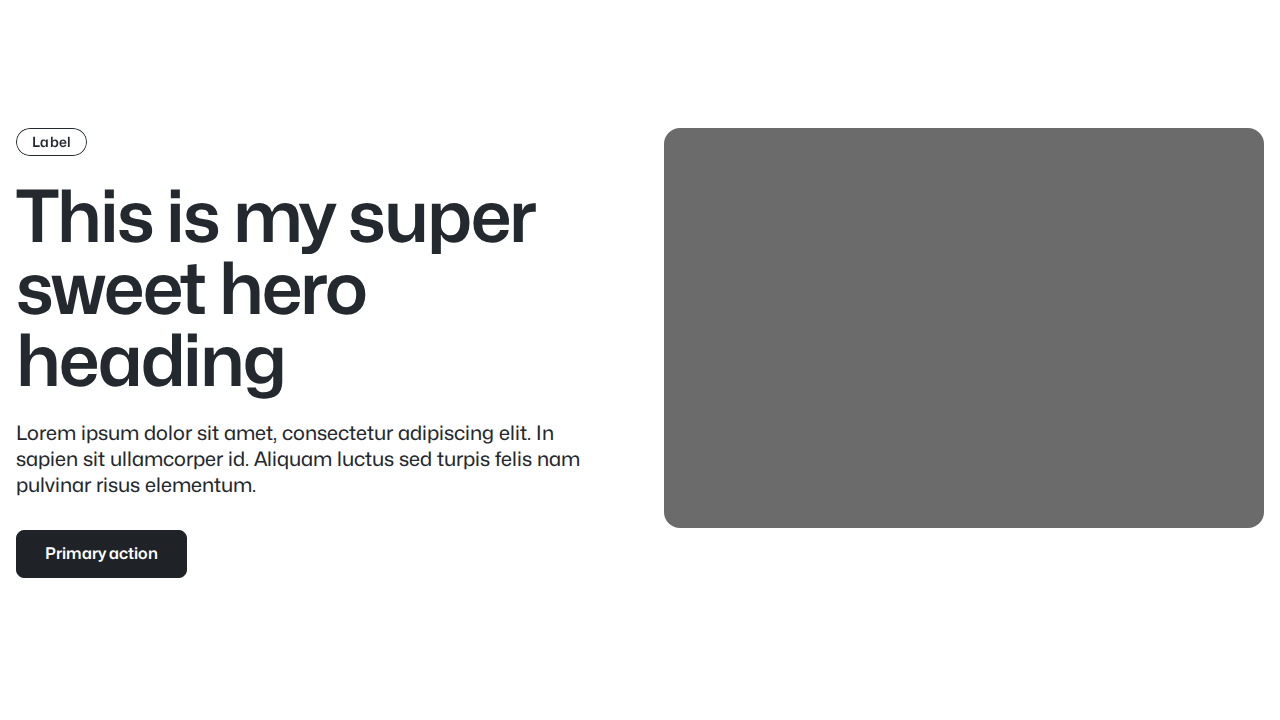 Label
This is my super
sweet hero
heading
Lorem ipsum dolor sit amet, consectetur adipiscing elit. In
sapien sit ullamcorper id. Aliquam luctus sed turpis felis nam
pulvinar risus elementum.
Primary action